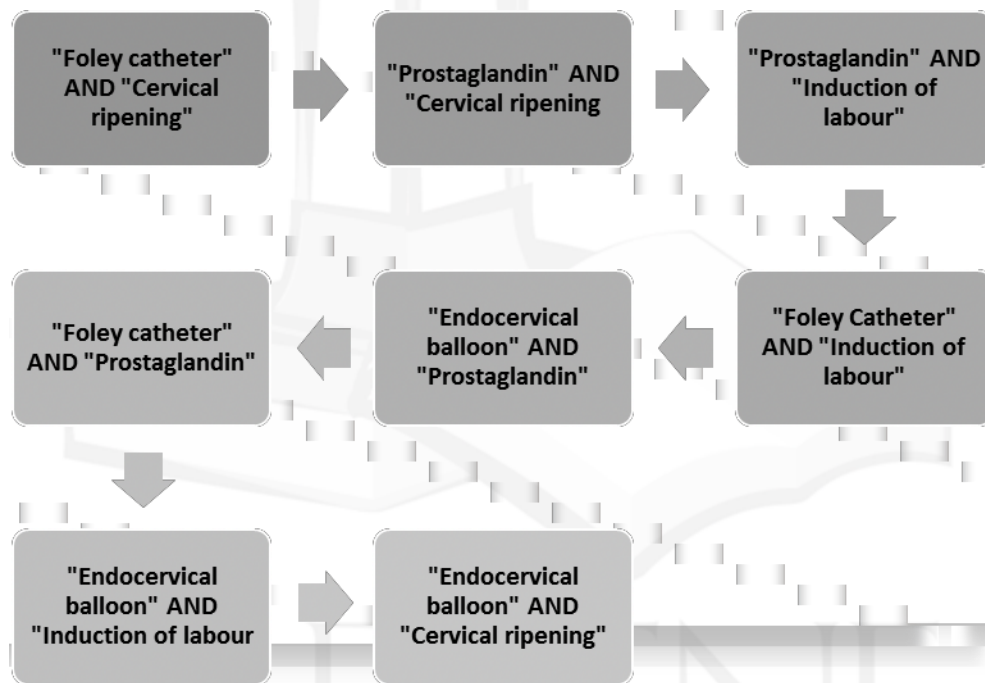 "Foley catheter"
AND "Cervical
ripening"
"Prostaglandin" AND
"Cervical ripening
"Prostaglandin" AND
"Induction of
labour"
"Foley Catheter"
AND "Induction of
labour"
"Endocervical
balloon" AND
"Prostaglandin"
"Foley catheter"
AND "Prostaglandin"
"Endocervical
balloon" AND
"Induction of labour
"Endocervical
balloon" AND
"Cervical ripening"